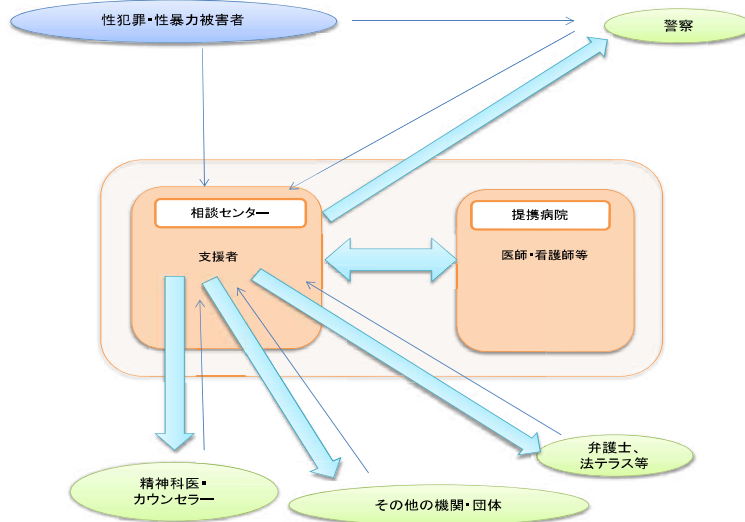 性犯罪・性暴力被害者
警察
相談センター
提携病院
支援者
医師・看護師等
弁護士、
法テラス等
精神科医・
カウンセラー
その他の機関・団体